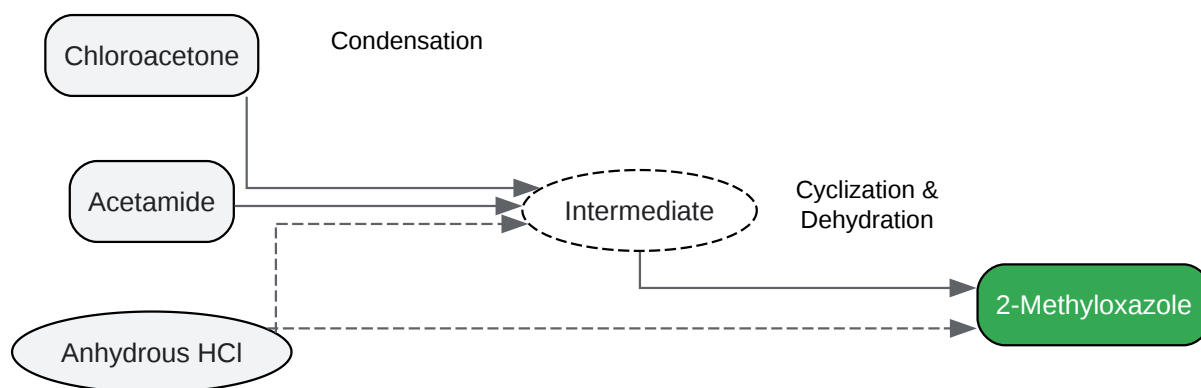 Chloroacetone
Condensation
Acetamide
Intermediate
Cyclization &
Dehydration
2-Methyloxazole
Anhydrous HCl